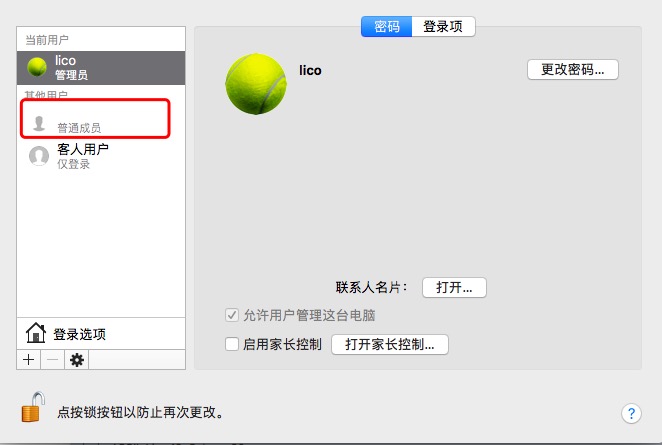 密码 登录项
当前用户
lico
管理员
其他用户
普通成员
客人用户
仅登录
登录选项
lico
更改密码...
联系人名片： 打开...
允许用户管理这台电脑
启用家长控制 打开家长控制...
点按锁按钮以防止再次更改。
?